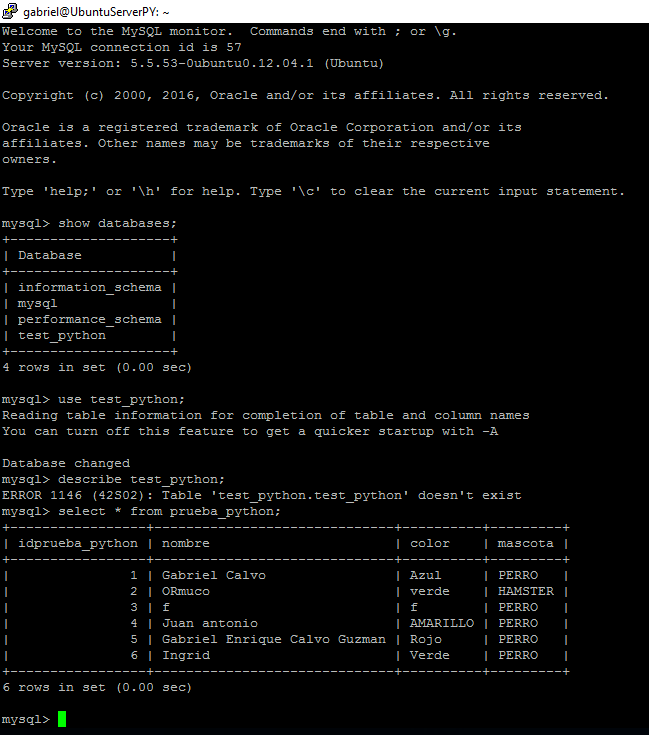 gabriel@UbuntuServerPY: ~
Welcome to the MySQL monitor.  Commands end with ; or \g.
Your MySQL connection id is 57
Server version: 5.5.53-0ubuntu0.12.04.1 (Ubuntu)

Copyright (c) 2000, 2016, Oracle and/or its affiliates. All rights reserved.

Oracle is a registered trademark of Oracle Corporation and/or its
affiliates. Other names may be trademarks of their respective
owners.

Type 'help;' or '\h' for help. Type '\c' to clear the current input statement.

mysql> show databases;
+--------------------+
| Database           |
+--------------------+
| information_schema |
| mysql              |
| performance_schema |
| test_python        |
+--------------------+
4 rows in set (0.00 sec)

mysql> use test_python;
Reading table information for completion of table and column names
You can turn off this feature to get a quicker startup with -A

Database changed
mysql> describe test_python;
ERROR 1146 (42S02): Table 'test_python.test_python' doesn't exist
mysql> select * from prueba_python;
+-----------------+------------------------------+----------+---------+
| idprueba_python | nombre                       | color    | mascota |
+-----------------+------------------------------+----------+---------+
|               1 | Gabriel Calvo                | Azul     | PERRO   |
|               2 | ORmuco                       | verde    | HAMSTER |
|               3 | f                            | f        | PERRO   |
|               4 | Juan antonio                 | AMARILLO | PERRO   |
|               5 | Gabriel Enrique Calvo Guzman | Rojo     | PERRO   |
|               6 | Ingrid                       | Verde    | PERRO   |
+-----------------+------------------------------+----------+---------+
6 rows in set (0.00 sec)

mysql>